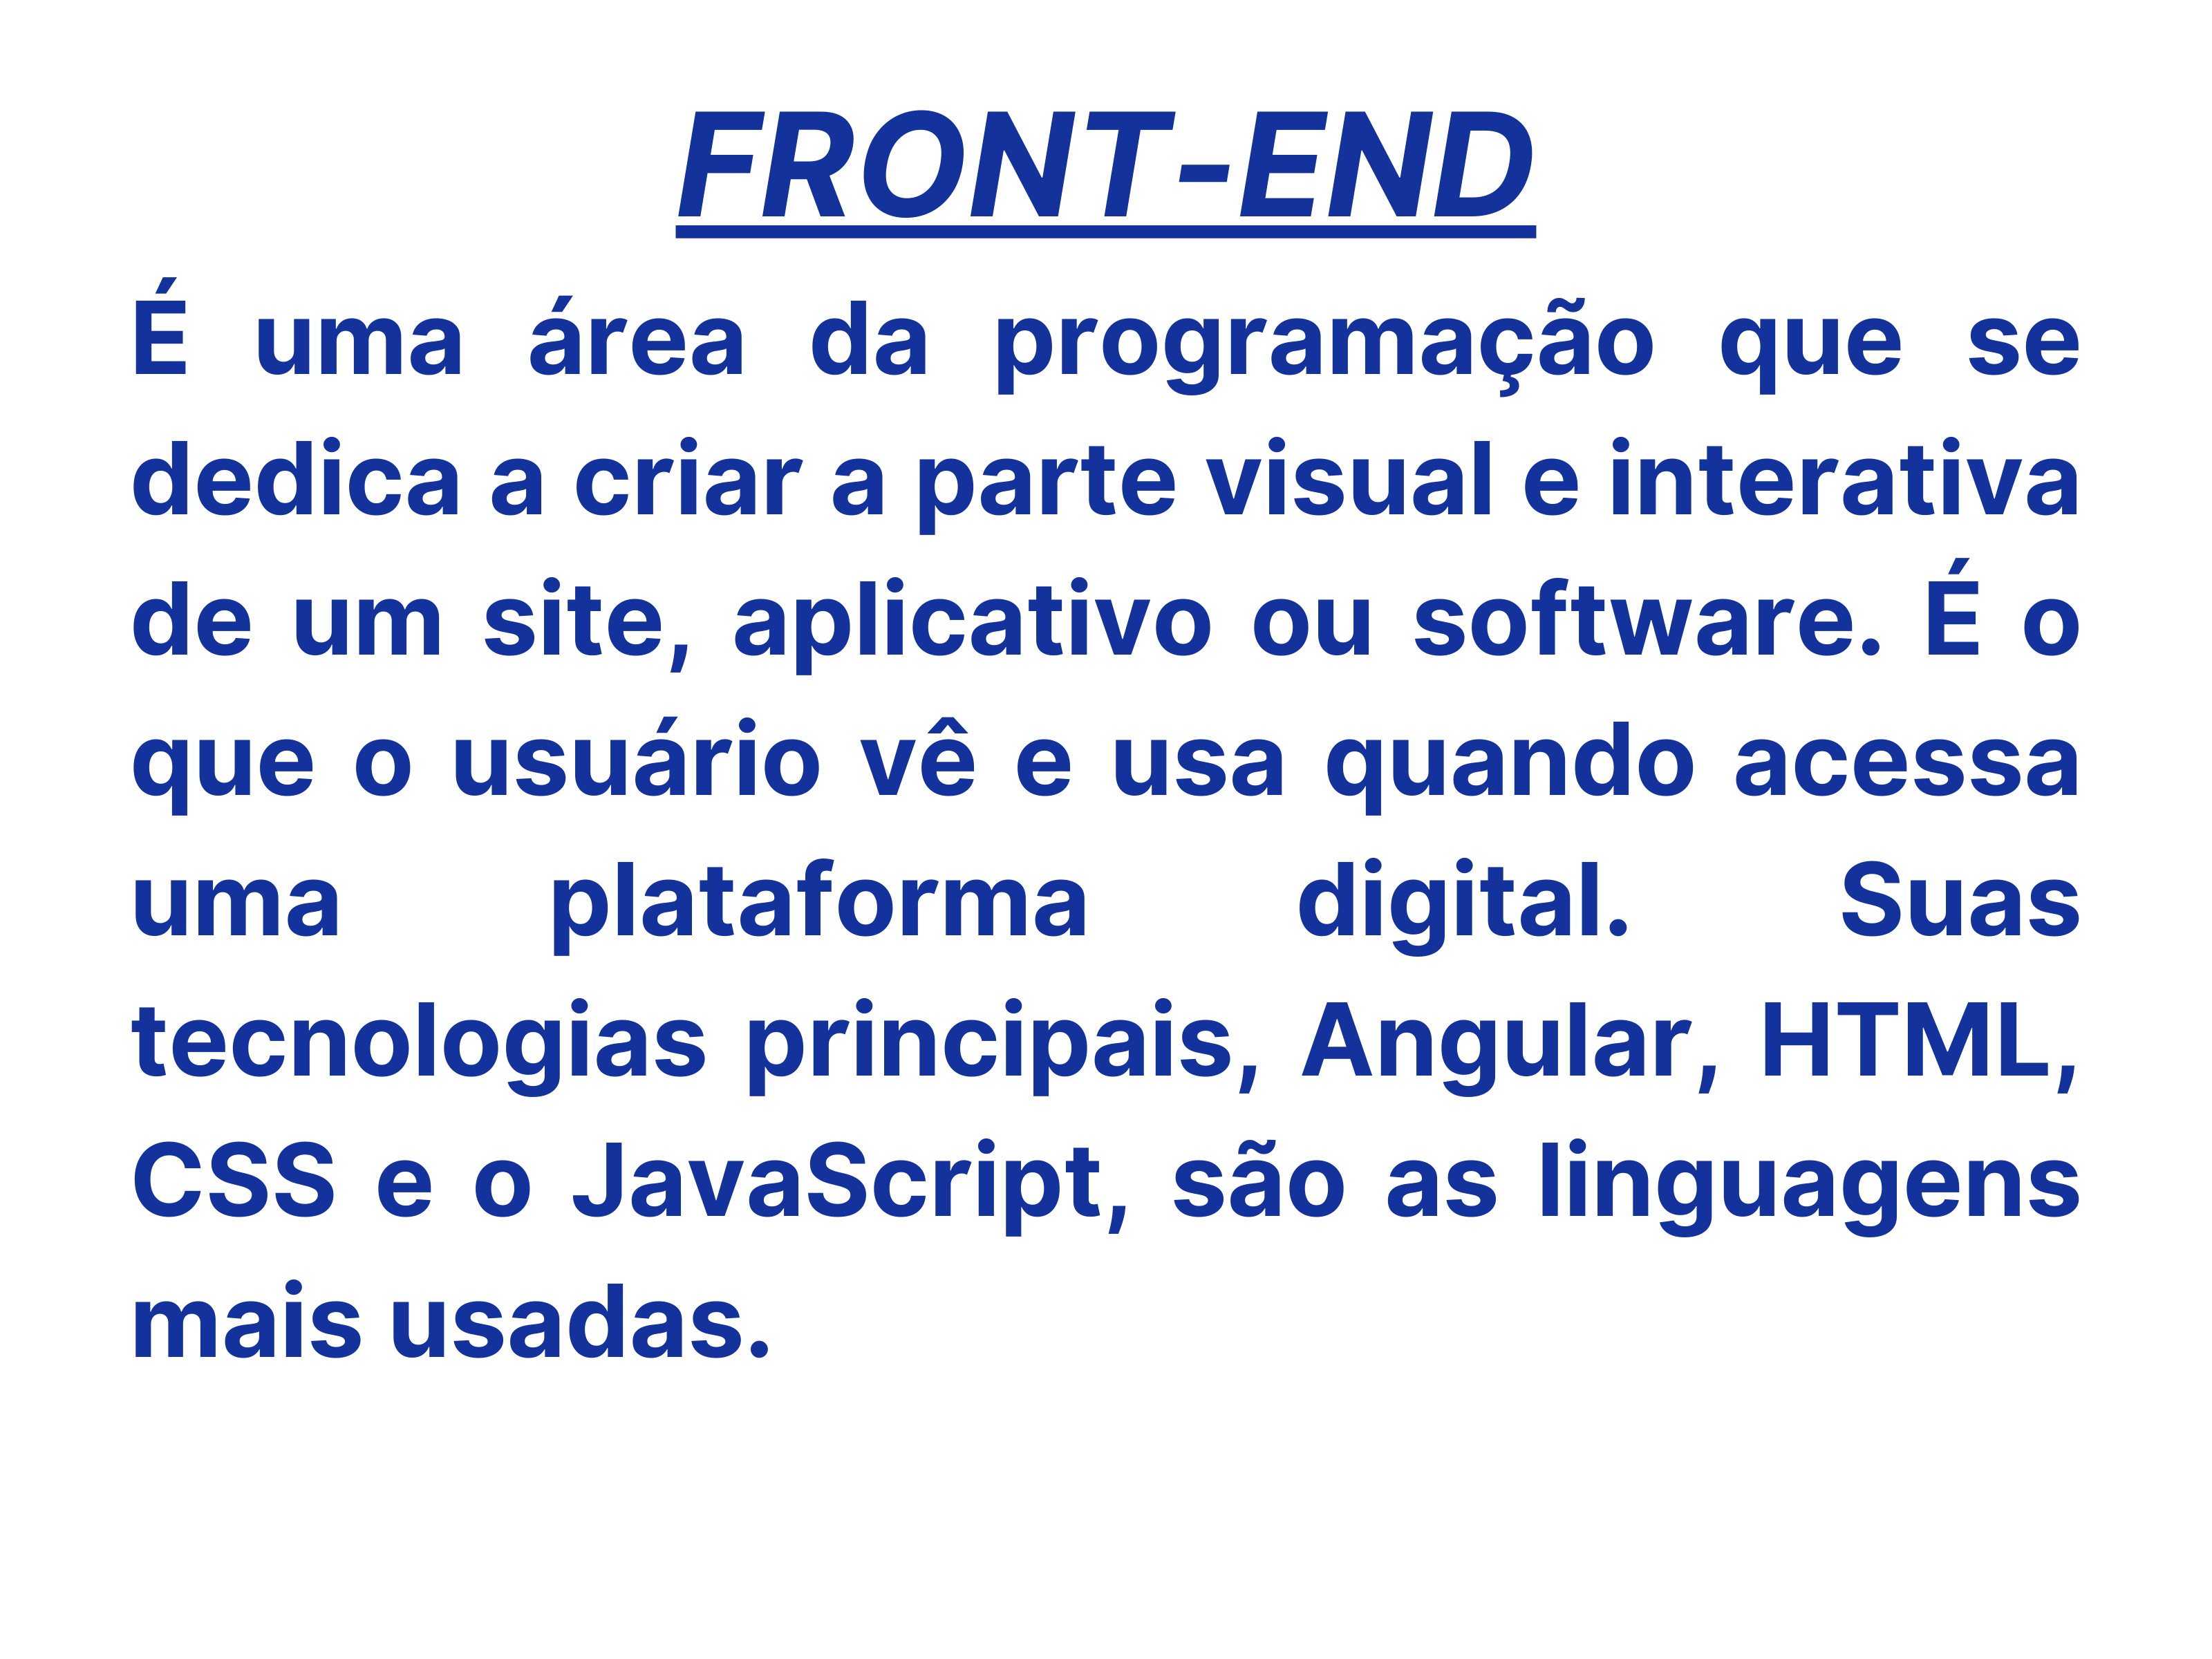 FRONT-END
É uma área da programação que se
dedica a criar a parte visual e interativa
de um site, aplicativo ou software. É o
que o usuário vê e usa quando acessa
uma plataforma digital. Suas
tecnologias principais, Angular, HTML,
CSS e o JavaScript, são as linguagens
mais usadas.